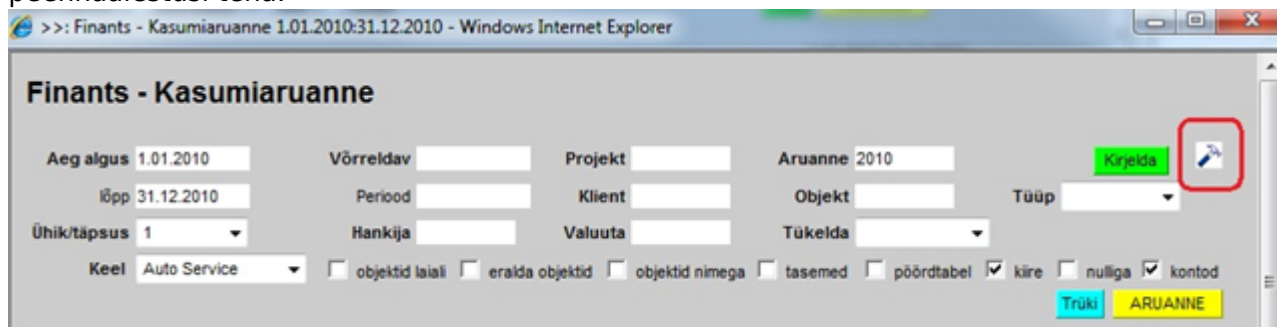 >>: Finants - Kasumiaruanne 1.01.2010:31.12.2010 - Windows Internet Explorer
Finants - Kasumiaruanne
Aeg algus 1.01.2010 Võrreldav Projekt Aruanne 2010 Kirjelda
lõpp 31.12.2010 Periood Klient Objekt Tüüp
Ühik/täpsus 1 Hankija Valuuta Tükelda
Keel Auto Service objektid laiali eralda objektid objektid nimega tasemed pöördtabel kiire nulliga kontod
Trüki ARUANNE